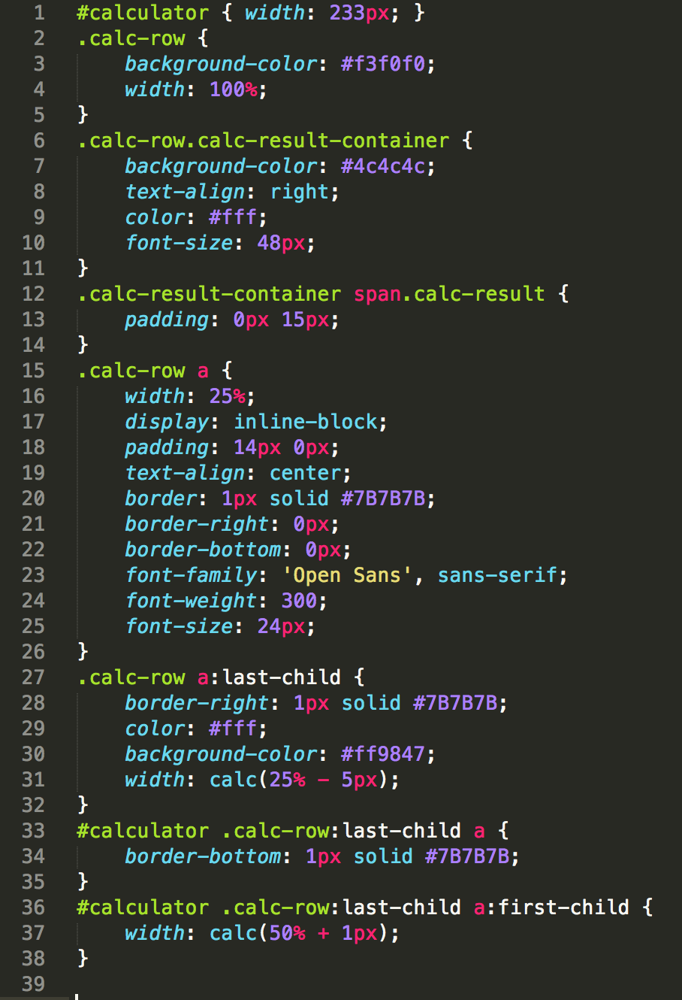 1 #calculator { width: 233px; }
2 .calc-row {
3     background-color: #f3f0f0;
4     width: 100%;
5 }
6 .calc-row.calc-result-container {
7     background-color: #4c4c4c;
8     text-align: right;
9     color: #fff;
10     font-size: 48px;
11 }
12 .calc-result-container span.calc-result {
13     padding: 0px 15px;
14 }
15 .calc-row a {
16     width: 25%;
17     display: inline-block;
18     padding: 14px 0px;
19     text-align: center;
20     border: 1px solid #7B7B7B;
21     border-right: 0px;
22     border-bottom: 0px;
23     font-family: 'Open Sans', sans-serif;
24     font-weight: 300;
25     font-size: 24px;
26 }
27 .calc-row a:last-child {
28     border-right: 1px solid #7B7B7B;
29     color: #fff;
30     background-color: #ff9847;
31     width: calc(25% - 5px);
32 }
33 #calculator .calc-row:last-child a {
34     border-bottom: 1px solid #7B7B7B;
35 }
36 #calculator .calc-row:last-child a:first-child {
37     width: calc(50% + 1px);
38 }
39